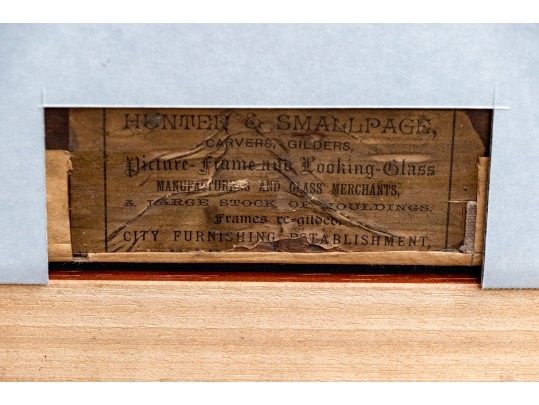 HUNTER & SMALLPAGE,
CARVERS, GILDERS,
Picture-Frame and Looking-Glass
MANUFACTURERS AND GLASS MERCHANTS,
A LARGE STOCK OF MOULDINGS.
Frames re-gilded.
CITY FURNISHING ESTABLISHMENT,